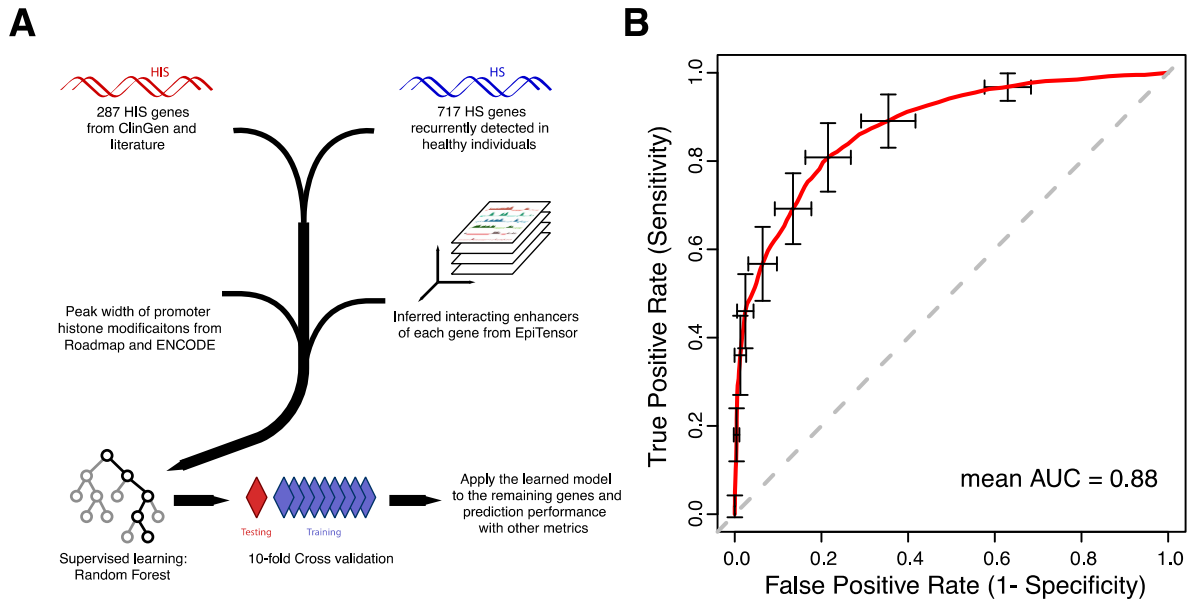 A
HIS
287 HIS genes
from ClinGen and
literature
HS
717 HS genes
recurrently detected in
healthy individuals
Peak width of promoter
histone modificaitons from
Roadmap and ENCODE
Inferred interacting enhancers
of each gene from EpiTensor
Supervised learning:
Random Forest
Testing
Training
10-fold Cross validation
Apply the learned model
to the remaining genes and
prediction performance
with other metrics
B
True Positive Rate (Sensitivity)
1.0
0.8
0.6
0.4
0.2
0.0
mean AUC = 0.88
0.0 0.2 0.4 0.6 0.8 1.0
False Positive Rate (1- Specificity)